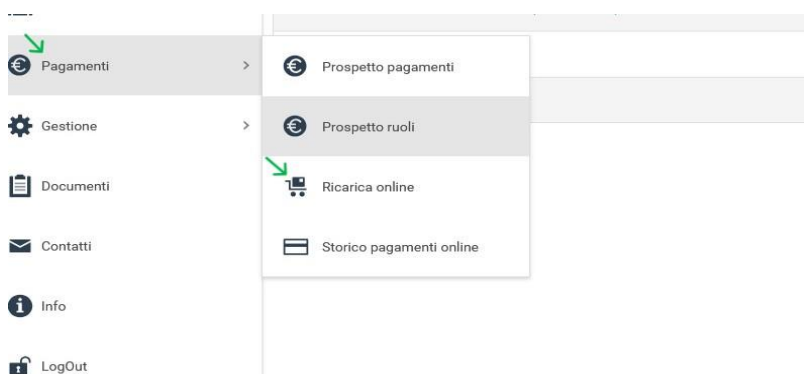 Pagamenti
Prospetto pagamenti
Gestione
Prospetto ruoli
Documenti
Ricarica online
Contatti
Storico pagamenti online
Info
LogOut